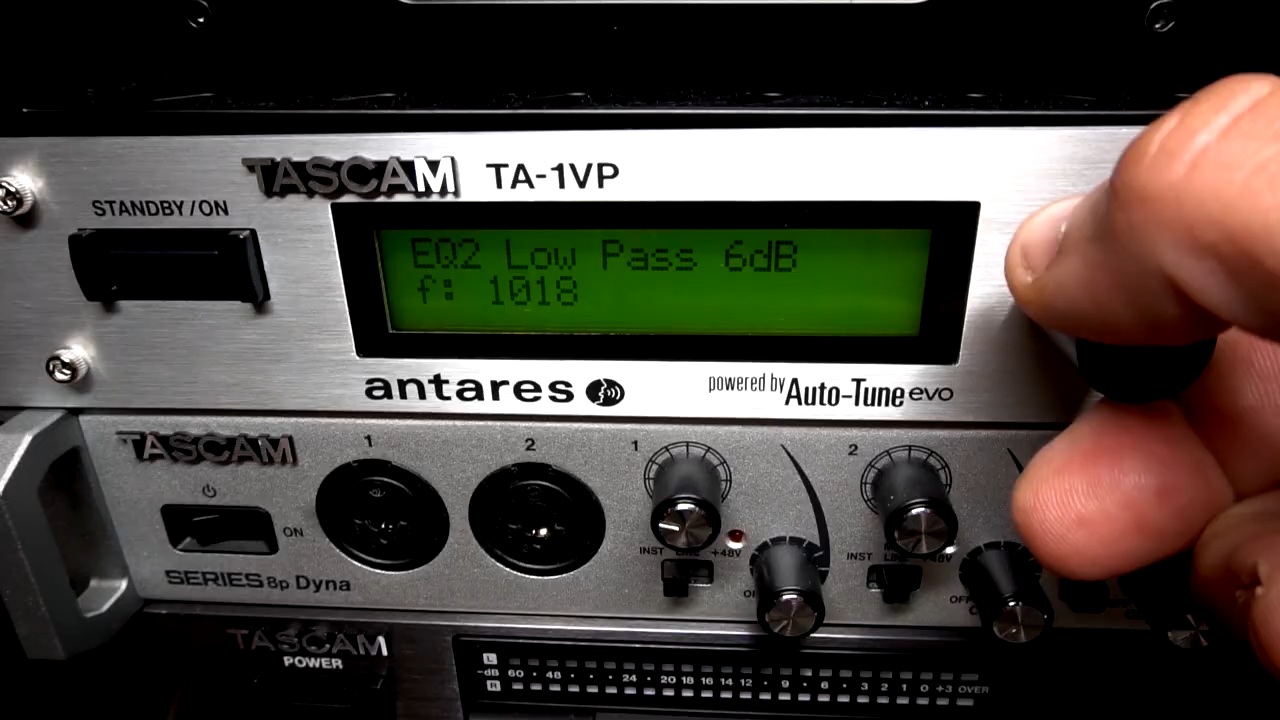 TASCAM TA-1VP
STANDBY/ON
EQ2 Low Pass 6dB
f: 1018
antares
powered by Auto-Tune evo
TASCAM
1
2
1
2
ON
INST LINE +48V
INST
+48V
SERIES 8p Dyna
TASCAM
POWER
L
-dB 60 • 48 • • • 24 • 20 18 16 14 12 • 9 • 6 • 3 2 1 0 +3 OVER
R